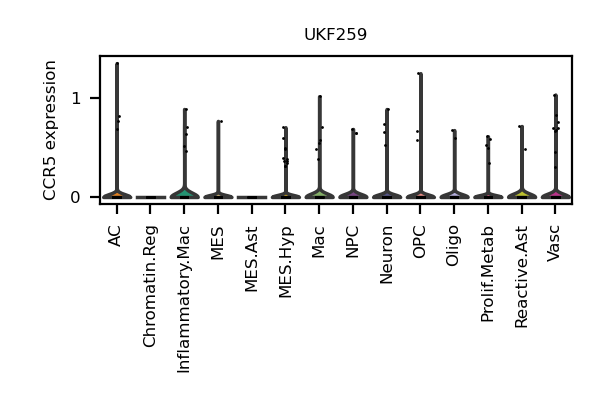 UKF259
CCR5 expression
1
0
AC
Chromatin.Reg
Inflammatory.Mac
MES
MES.Ast
MES.Hyp
Mac
NPC
Neuron
OPC
Oligo
Prolif.Metab
Reactive.Ast
Vasc